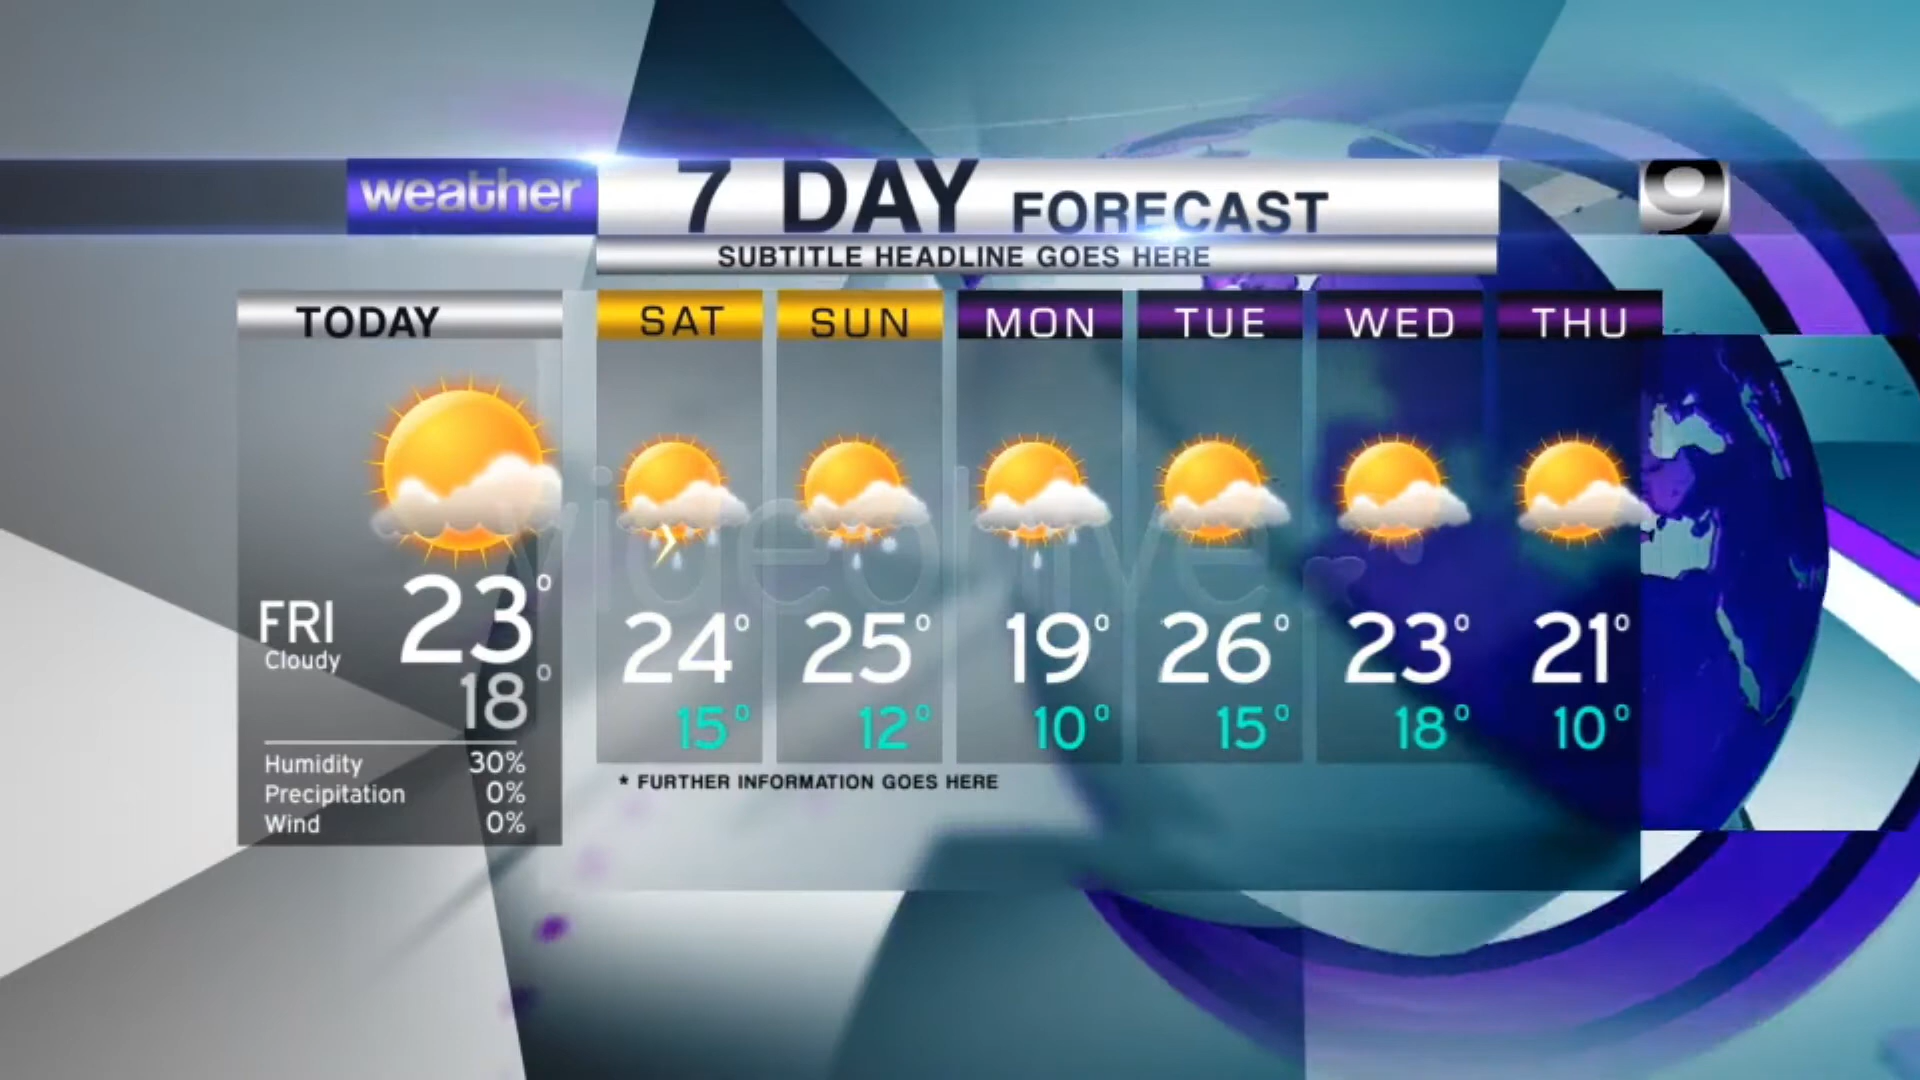 weather
7 DAY FORECAST
9
SUBTITLE HEADLINE GOES HERE
TODAY
FRI
Cloudy
23°
18°
Humidity 30%
Precipitation 0%
Wind 0%
SAT SUN MON TUE WED THU
24° 25° 19° 26° 23° 21°
15° 12° 10° 15° 18° 10°
* FURTHER INFORMATION GOES HERE
videohive